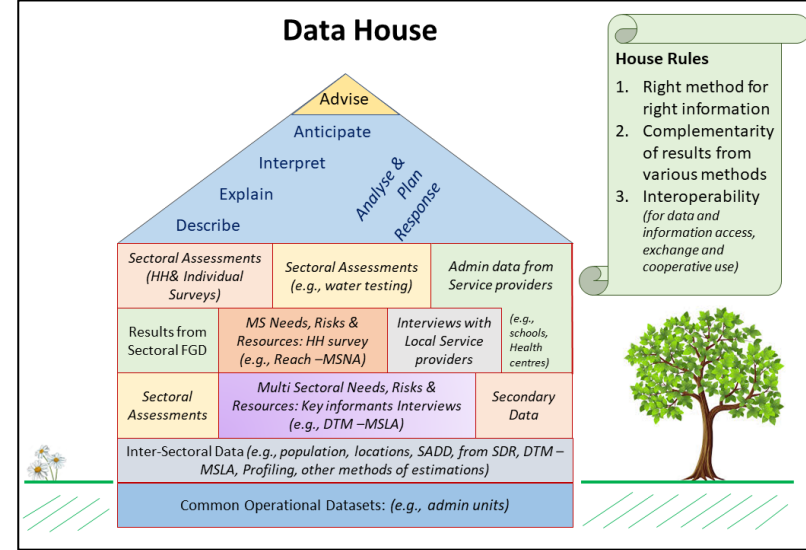 Data House
House Rules
1. Right method for
right information
2. Complementarity
of results from
various methods
3. Interoperability
(for data and
information access,
exchange and
cooperative use)
Advise
Anticipate
Interpret
Explain
Describe
Analyse &
Plan
Response
Sectoral Assessments
(HH& Individual
Surveys)
Sectoral Assessments
(e.g., water testing)
Admin data from
Service providers
(e.g.,
schools,
Health
centres)
Results from
Sectoral FGD
MS Needs, Risks &
Resources: HH survey
(e.g., Reach –MSNA)
Interviews with
Local Service
providers
Sectoral
Assessments
Multi Sectoral Needs, Risks &
Resources: Key informants Interviews
(e.g., DTM –MSLA)
Secondary
Data
Inter-Sectoral Data (e.g., population, locations, SADD, from SDR, DTM –
MSLA, Profiling, other methods of estimations)
Common Operational Datasets: (e.g., admin units)